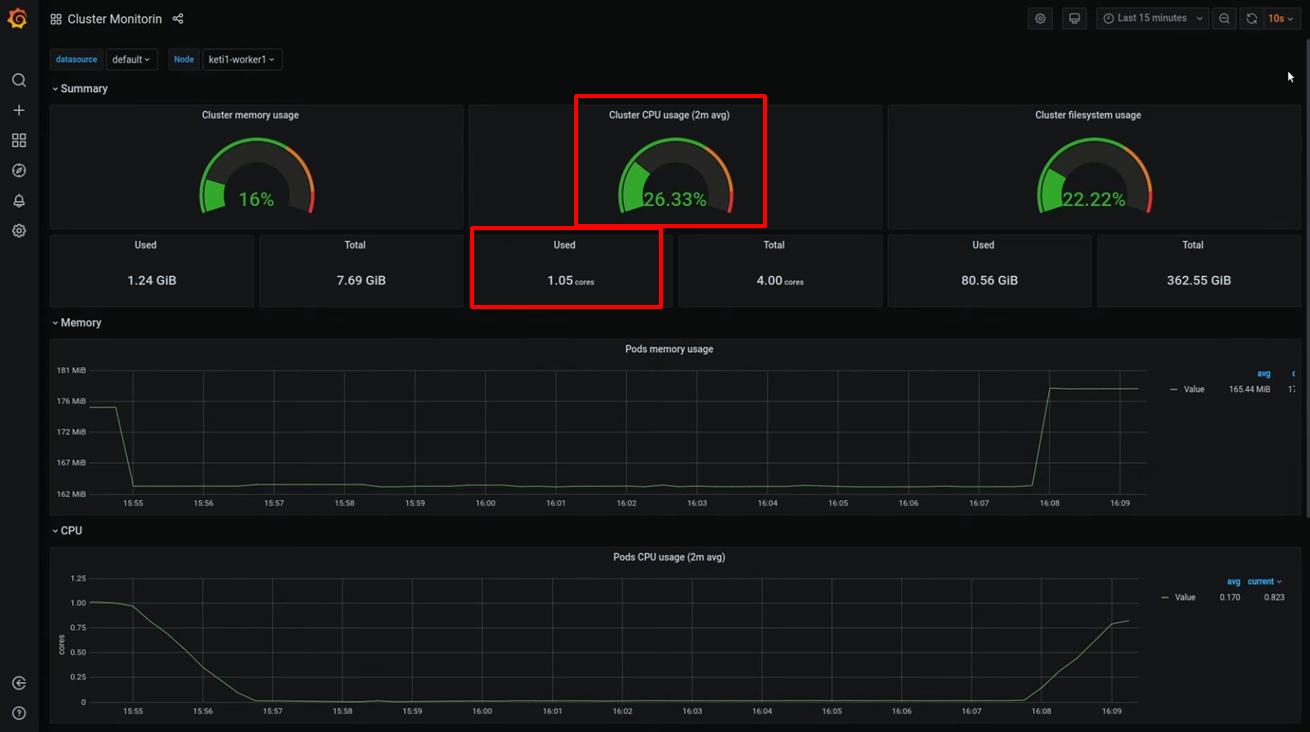 Cluster Monitorin
Last 15 minutes
10s
datasource
default
Node
keti1-worker1
Summary
Cluster memory usage
16%
Cluster CPU usage (2m avg)
26.33%
Cluster filesystem usage
22.22%
Used
1.24 GiB
Total
7.69 GiB
Used
1.05 cores
Total
4.00 cores
Used
80.56 GiB
Total
362.55 GiB
Memory
Pods memory usage
181 MiB
176 MiB
172 MiB
167 MiB
162 MiB
15:55 15:56 15:57 15:58 15:59 16:00 16:01 16:02 16:03 16:04 16:05 16:06 16:07 16:08 16:09
avg
Value 165.44 MiB
CPU
Pods CPU usage (2m avg)
cores
1.25
1.00
0.75
0.50
0.25
0
15:55 15:56 15:57 15:58 15:59 16:00 16:01 16:02 16:03 16:04 16:05 16:06 16:07 16:08 16:09
avg current
Value 0.170 0.823